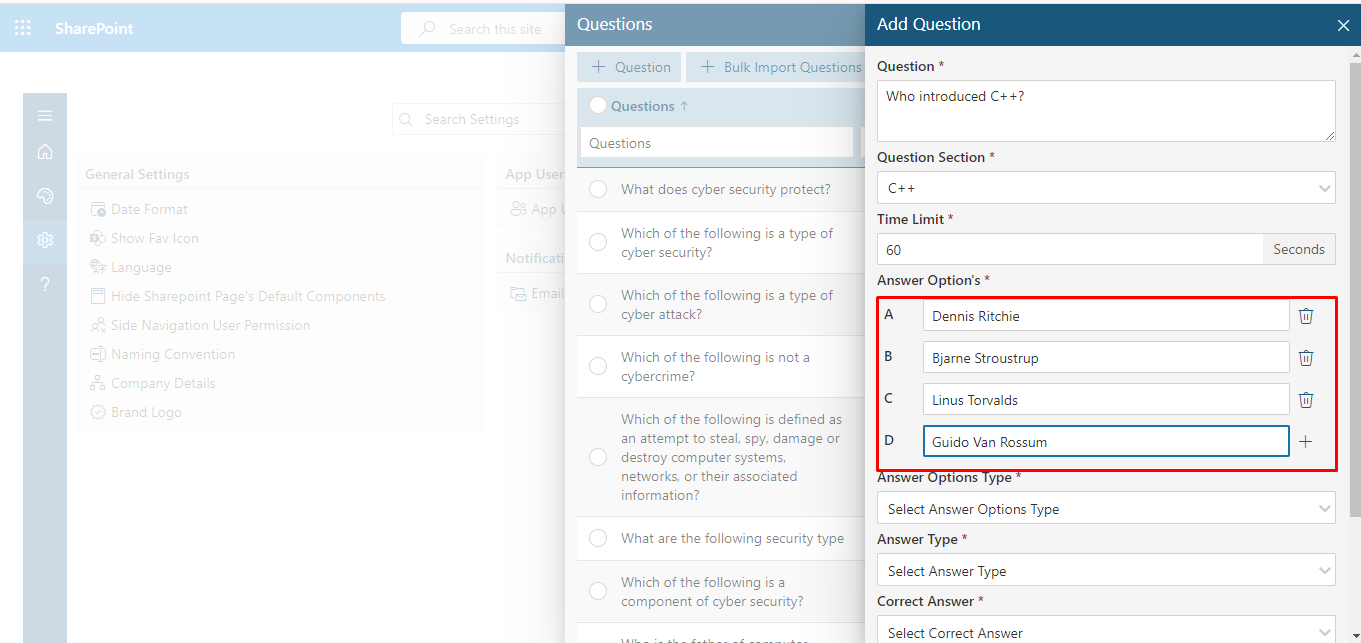 SharePoint
Search this site
Search Settings
General Settings
Date Format
Show Fav Icon
Language
Hide Sharepoint Page's Default Components
Side Navigation User Permission
Naming Convention
Company Details
Brand Logo
App User
App U
Notificati
Email
Questions
Question
Bulk Import Questions
Questions ↑
Questions
What does cyber security protect?
Which of the following is a type of
cyber security?
Which of the following is a type of
cyber attack?
Which of the following is not a
cybercrime?
Which of the following is defined as
an attempt to steal, spy, damage or
destroy computer systems,
networks, or their associated
information?
What are the following security type
Which of the following is a
component of cyber security?
Who is the father of computer
Add Question
Question *
Who introduced C++?
Question Section *
C++
Time Limit *
60 Seconds
Answer Option's *
A Dennis Ritchie
B Bjarne Stroustrup
C Linus Torvalds
D Guido Van Rossum
Answer Options Type *
Select Answer Options Type
Answer Type *
Select Answer Type
Correct Answer *
Select Correct Answer